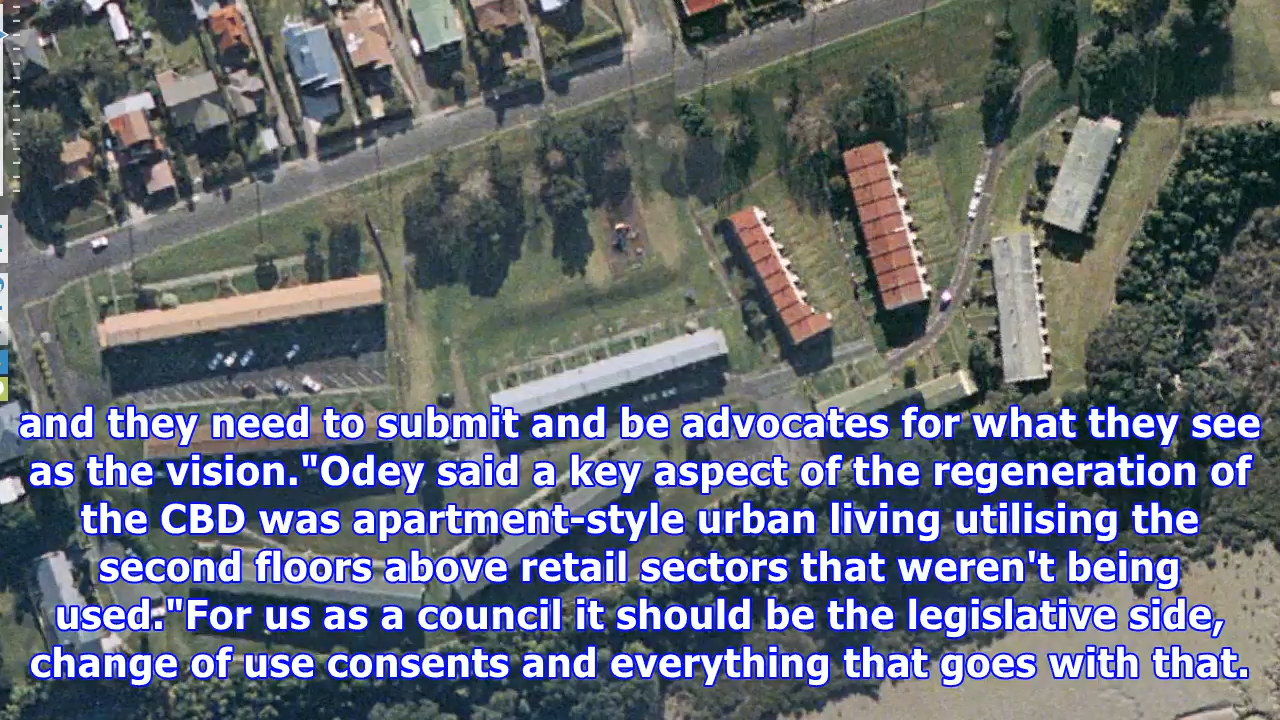 and they need to submit and be advocates for what they see
as the vision."Odey said a key aspect of the regeneration of
the CBD was apartment-style urban living utilising the
second floors above retail sectors that weren't being
used."For us as a council it should be the legislative side,
change of use consents and everything that goes with that.